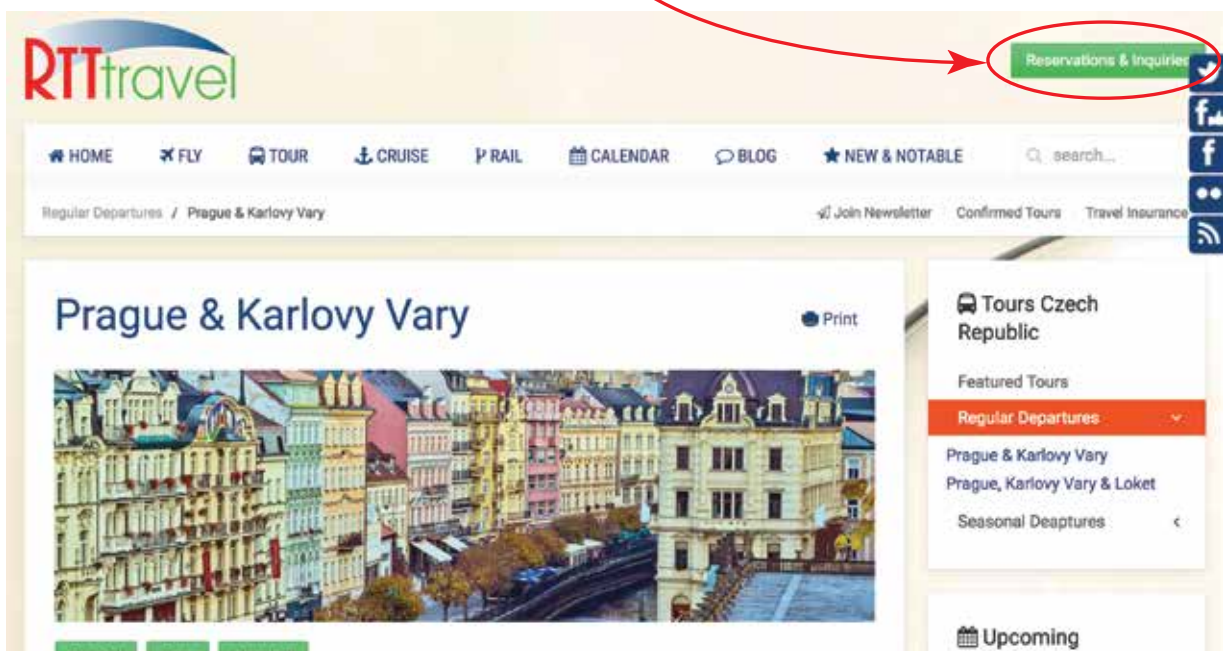 RTTtravel
Reservations & Inquiries
HOME FLY TOUR CRUISE RAIL CALENDAR BLOG NEW & NOTABLE search...
Regular Departures / Prague & Karlovy Vary Join Newsletter Confirmed Tours Travel Insurance
Prague & Karlovy Vary
Print
Tours Czech
Republic
Featured Tours
Regular Departures
Prague & Karlovy Vary
Prague, Karlovy Vary & Loket
Seasonal Deaptures
Upcoming